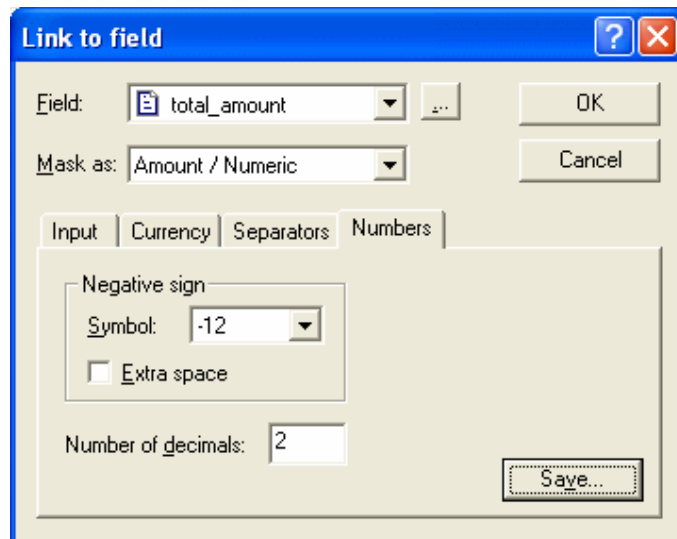 Link to field
Field: total_amount ... OK
Mask as: Amount / Numeric Cancel
Input Currency Separators Numbers
Negative sign
Symbol: -12
Extra space
Number of decimals: 2
Save...